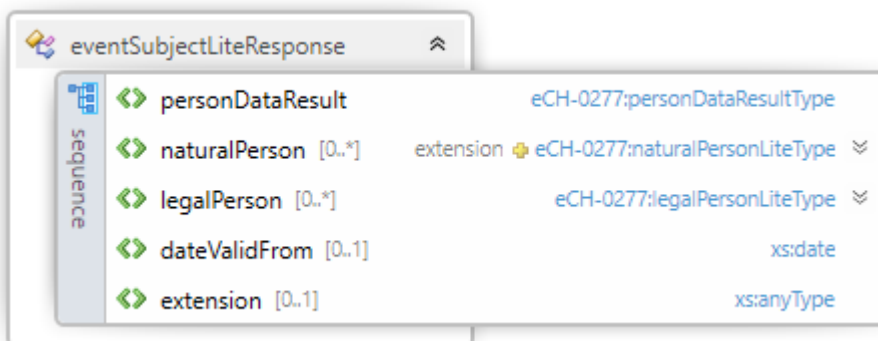 eventSubjectLiteResponse
sequence
personDataResult eCH-0277:personDataResultType
naturalPerson [0..*] extension eCH-0277:naturalPersonLiteType
legalPerson [0..*] eCH-0277:legalPersonLiteType
dateValidFrom [0..1] xs:date
extension [0..1] xs:anyType